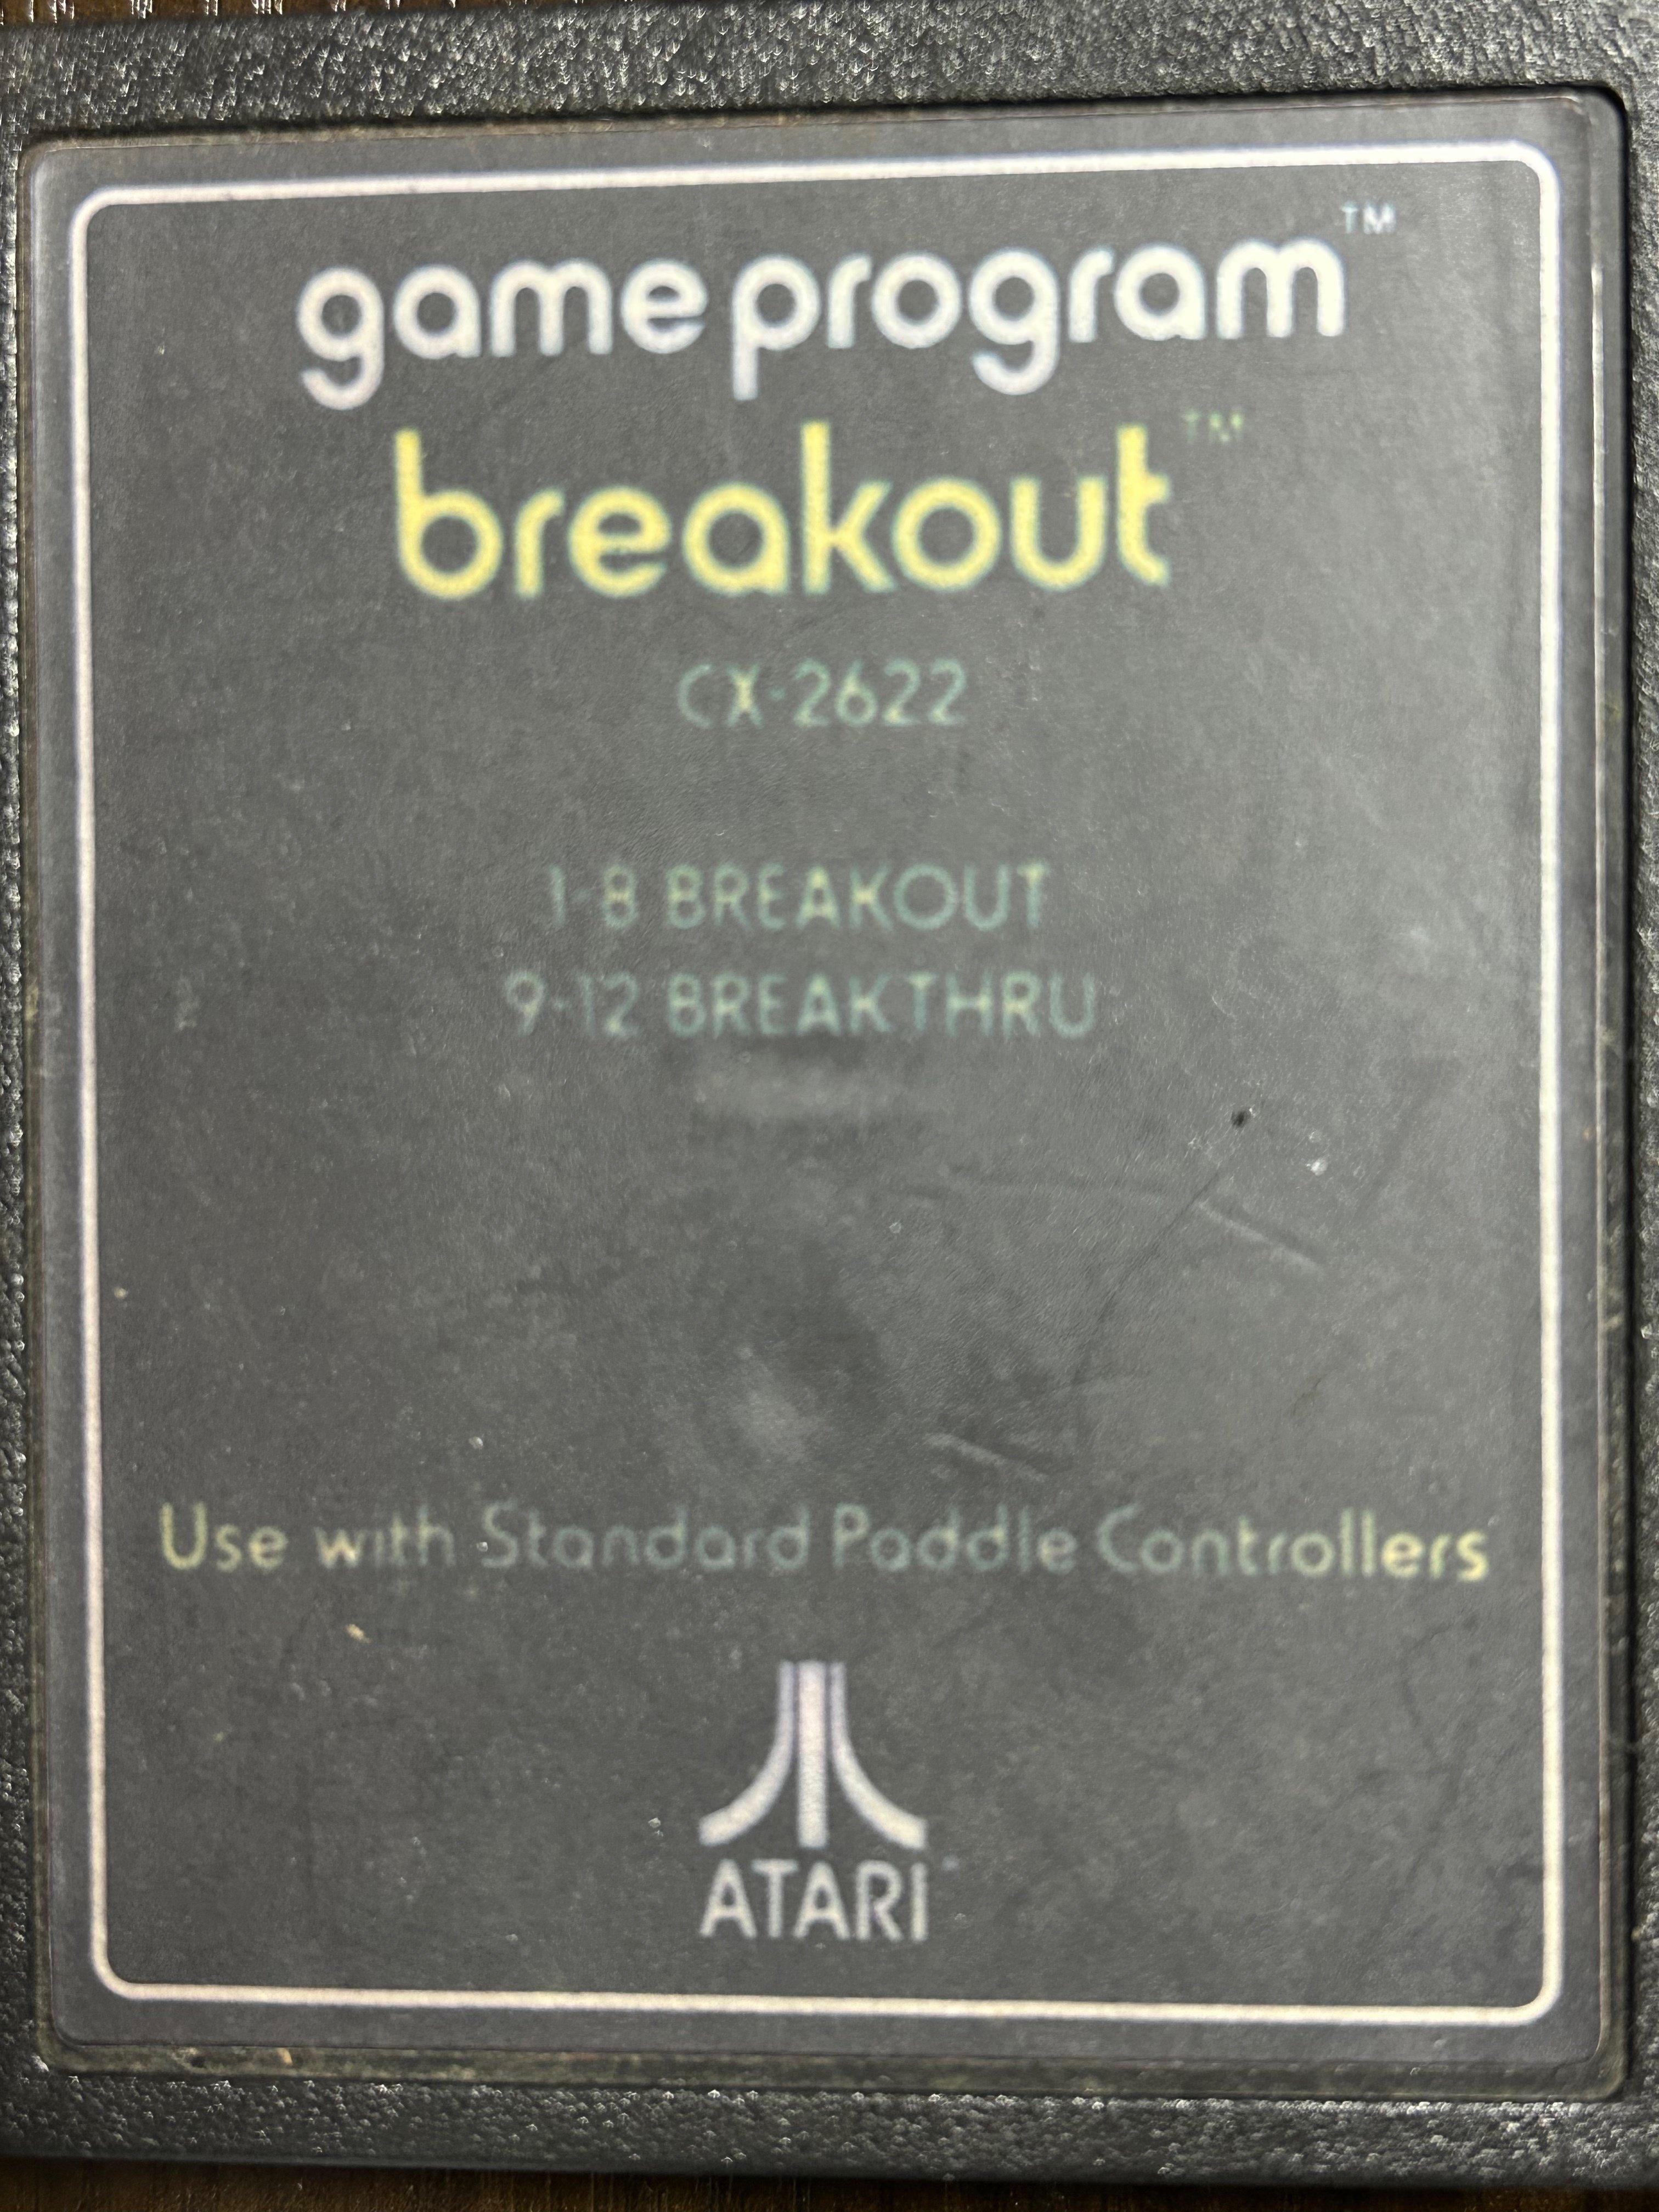 game program™
breakout™
CX-2622
1-8 BREAKOUT
9-12 BREAKTHRU
Use with Standard Paddle Controllers
ATARI